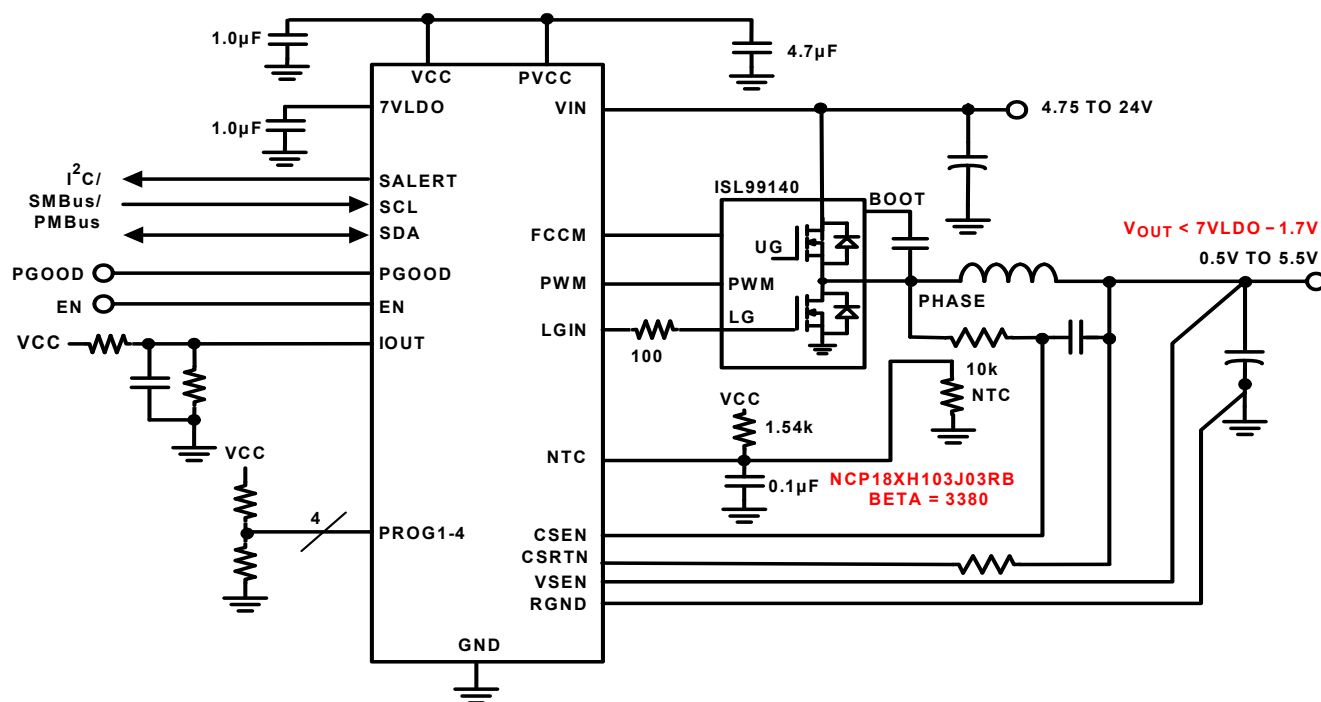 1.0µF
4.7µF
VCC
PVCC
7VLDO
VIN
4.75 TO 24V
1.0µF
I²C/
SMBus/
PMBus
SALERT
SCL
SDA
ISL99140
BOOT
FCCM
UG
VOUT < 7VLDO – 1.7V
0.5V TO 5.5V
PGOOD
PGOOD
PWM
PWM
PHASE
EN
EN
LGIN
LG
100
VCC
IOUT
10k
NTC
VCC
1.54k
VCC
NTC
0.1µF
NCP18XH103J03RB
BETA = 3380
4
PROG1-4
CSEN
CSRTN
VSEN
RGND
GND